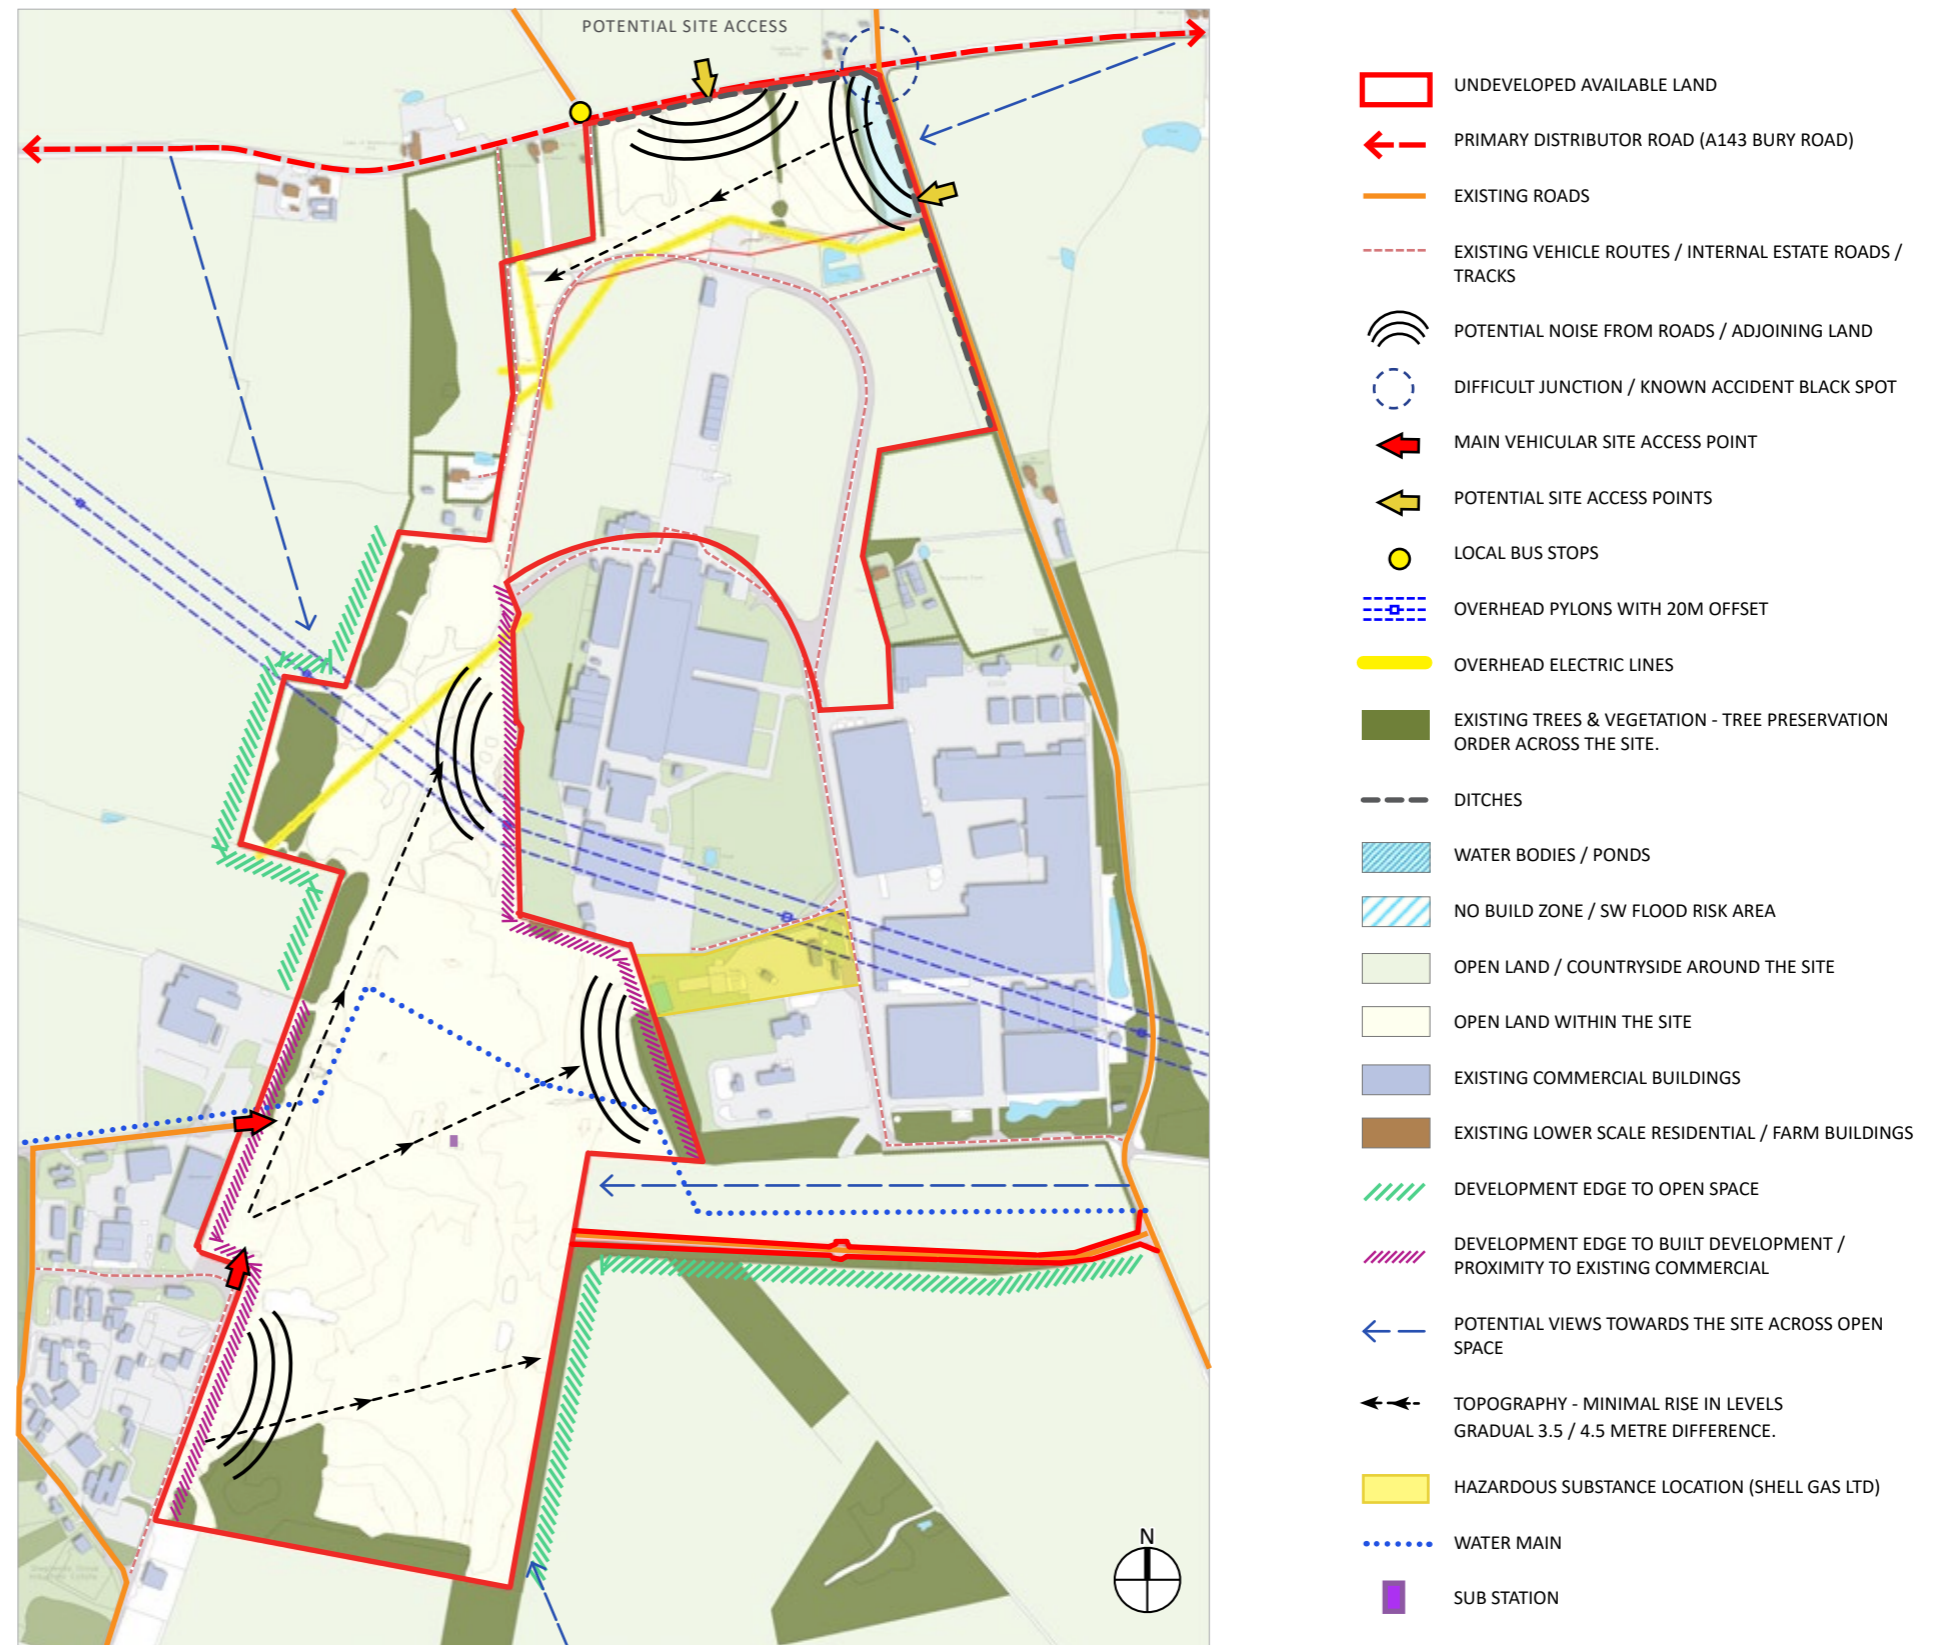 POTENTIAL SITE ACCESS
N
UNDEVELOPED AVAILABLE LAND
PRIMARY DISTRIBUTOR ROAD (A143 BURY ROAD)
EXISTING ROADS
EXISTING VEHICLE ROUTES / INTERNAL ESTATE ROADS /
TRACKS
POTENTIAL NOISE FROM ROADS / ADJOINING LAND
DIFFICULT JUNCTION / KNOWN ACCIDENT BLACK SPOT
MAIN VEHICULAR SITE ACCESS POINT
POTENTIAL SITE ACCESS POINTS
LOCAL BUS STOPS
OVERHEAD PYLONS WITH 20M OFFSET
OVERHEAD ELECTRIC LINES
EXISTING TREES & VEGETATION - TREE PRESERVATION
ORDER ACROSS THE SITE.
DITCHES
WATER BODIES / PONDS
NO BUILD ZONE / SW FLOOD RISK AREA
OPEN LAND / COUNTRYSIDE AROUND THE SITE
OPEN LAND WITHIN THE SITE
EXISTING COMMERCIAL BUILDINGS
EXISTING LOWER SCALE RESIDENTIAL / FARM BUILDINGS
DEVELOPMENT EDGE TO OPEN SPACE
DEVELOPMENT EDGE TO BUILT DEVELOPMENT /
PROXIMITY TO EXISTING COMMERCIAL
POTENTIAL VIEWS TOWARDS THE SITE ACROSS OPEN
SPACE
TOPOGRAPHY - MINIMAL RISE IN LEVELS
GRADUAL 3.5 / 4.5 METRE DIFFERENCE.
HAZARDOUS SUBSTANCE LOCATION (SHELL GAS LTD)
WATER MAIN
SUB STATION